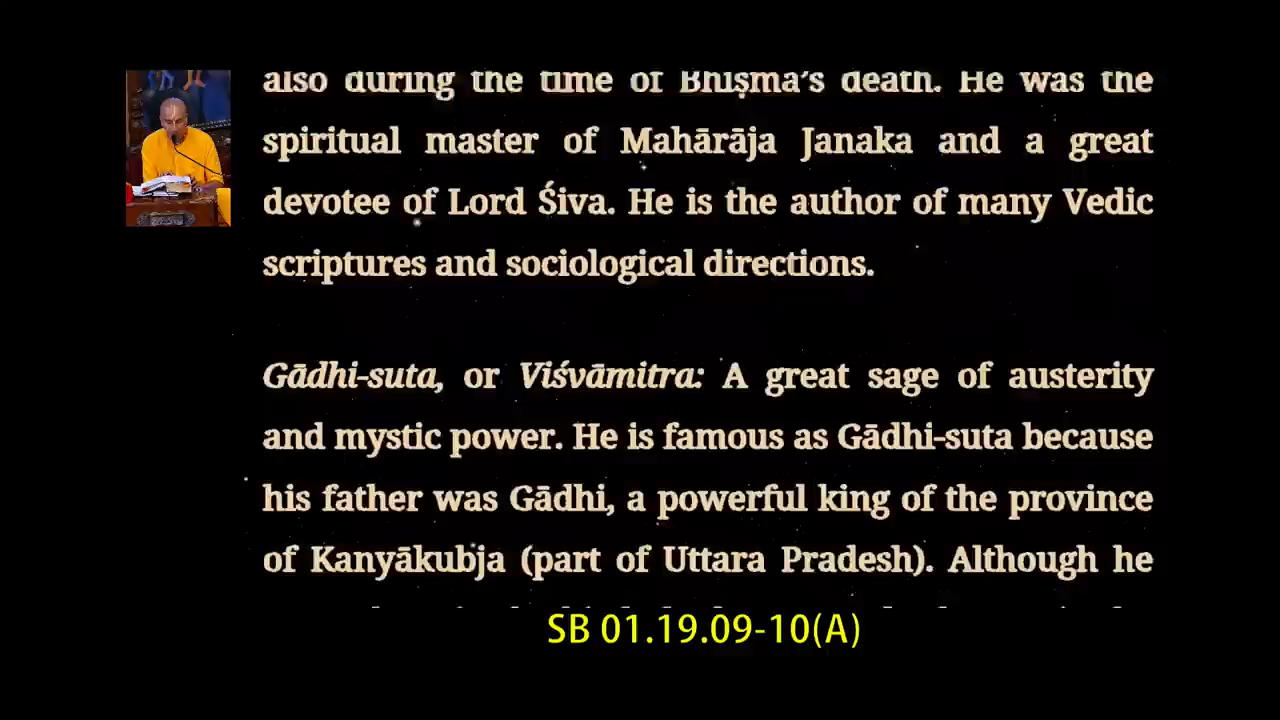 also during the time of Bhīṣma’s death. He was the
spiritual master of Mahārāja Janaka and a great
devotee of Lord Śiva. He is the author of many Vedic
scriptures and sociological directions.
Gādhi-suta, or Viśvāmitra: A great sage of austerity
and mystic power. He is famous as Gādhi-suta because
his father was Gādhi, a powerful king of the province
of Kanyākubja (part of Uttara Pradesh). Although he
SB 01.19.09-10(A)